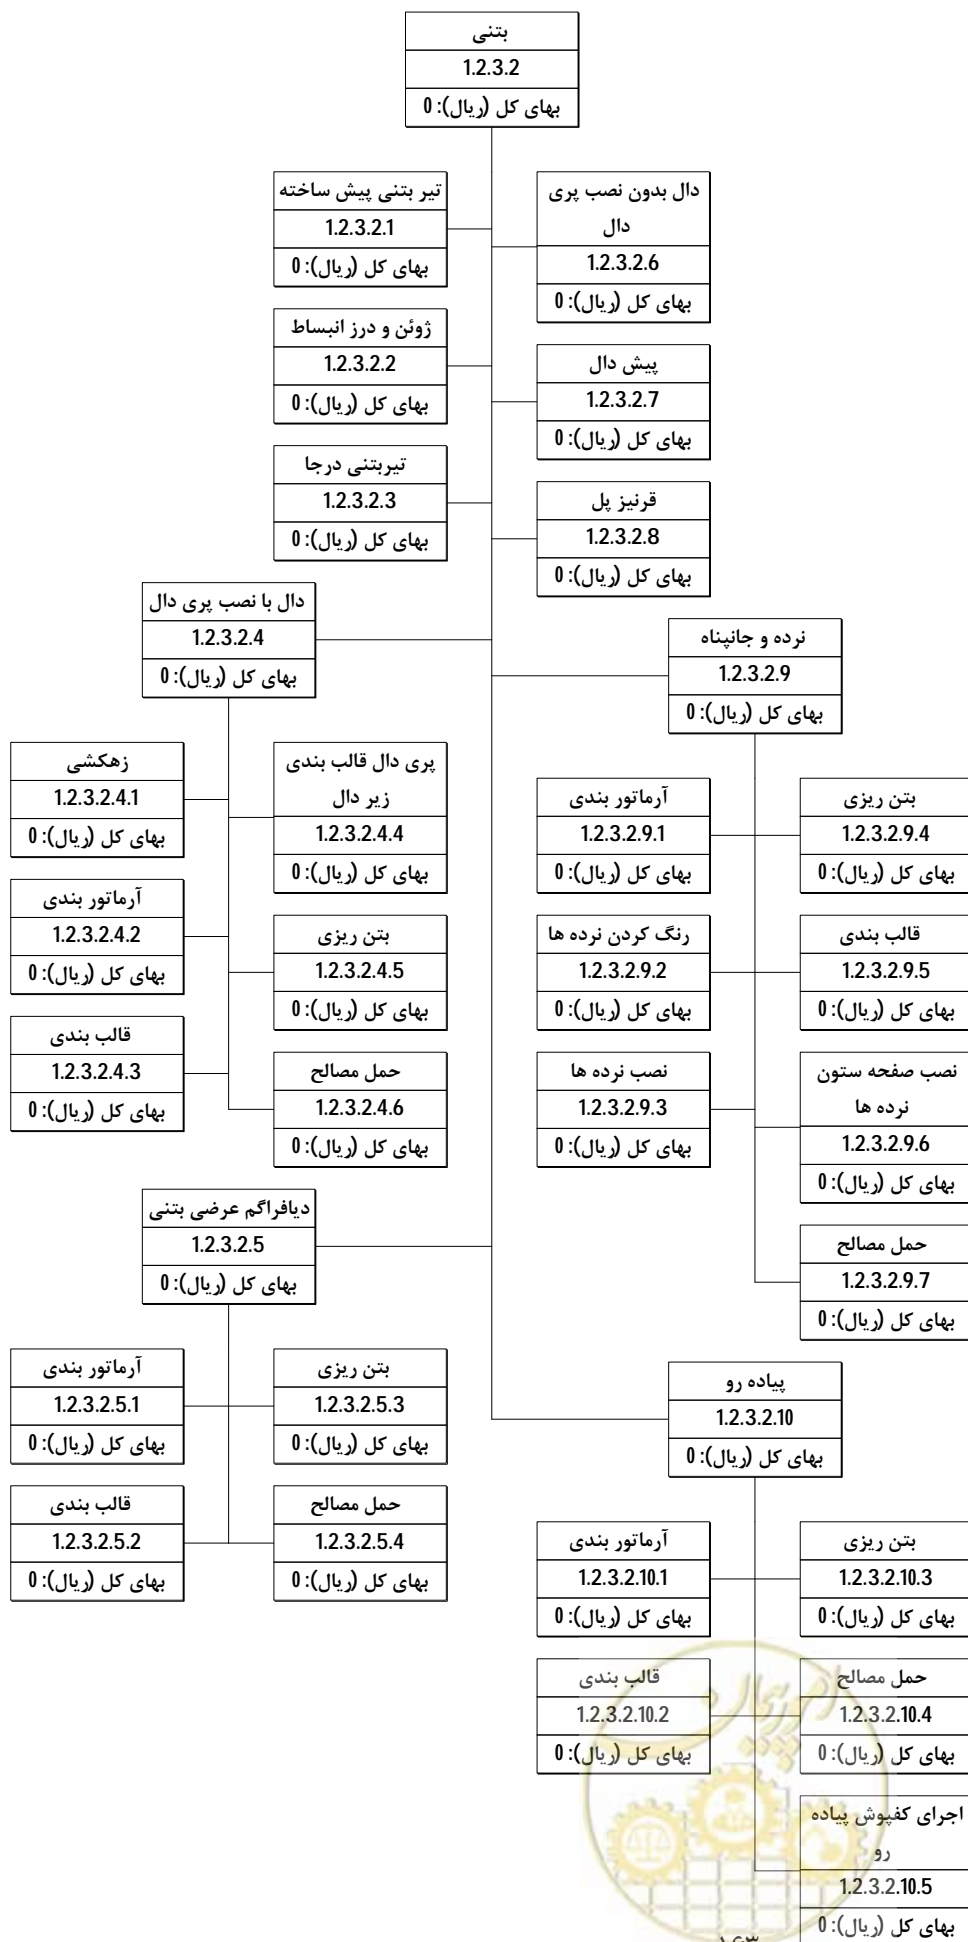 بتنی
1.2.3.2
بهای کل (ریال): 0
تیر بتنی پیش ساخته
1.2.3.2.1
بهای کل (ریال): 0
دال بدون نصب پری
دال
1.2.3.2.6
بهای کل (ریال): 0
ژوئن و درز انبساط
1.2.3.2.2
بهای کل (ریال): 0
پیش دال
1.2.3.2.7
بهای کل (ریال): 0
تیربتنی درجا
1.2.3.2.3
بهای کل (ریال): 0
قرنیز پل
1.2.3.2.8
بهای کل (ریال): 0
دال با نصب پری دال
1.2.3.2.4
بهای کل (ریال): 0
زهکشی
1.2.3.2.4.1
بهای کل (ریال): 0
پری دال قالب بندی
زیر دال
1.2.3.2.4.4
بهای کل (ریال): 0
آرماتور بندی
1.2.3.2.4.2
بهای کل (ریال): 0
بتن ریزی
1.2.3.2.4.5
بهای کل (ریال): 0
قالب بندی
1.2.3.2.4.3
بهای کل (ریال): 0
حمل مصالح
1.2.3.2.4.6
بهای کل (ریال): 0
نرده و جانپناه
1.2.3.2.9
بهای کل (ریال): 0
آرماتور بندی
1.2.3.2.9.1
بهای کل (ریال): 0
بتن ریزی
1.2.3.2.9.4
بهای کل (ریال): 0
رنگ کردن نرده ها
1.2.3.2.9.2
بهای کل (ریال): 0
قالب بندی
1.2.3.2.9.5
بهای کل (ریال): 0
نصب نرده ها
1.2.3.2.9.3
بهای کل (ریال): 0
نصب صفحه ستون
نرده ها
1.2.3.2.9.6
بهای کل (ریال): 0
حمل مصالح
1.2.3.2.9.7
بهای کل (ریال): 0
دیافراگم عرضی بتنی
1.2.3.2.5
بهای کل (ریال): 0
آرماتور بندی
1.2.3.2.5.1
بهای کل (ریال): 0
بتن ریزی
1.2.3.2.5.3
بهای کل (ریال): 0
قالب بندی
1.2.3.2.5.2
بهای کل (ریال): 0
حمل مصالح
1.2.3.2.5.4
بهای کل (ریال): 0
پیاده رو
1.2.3.2.10
بهای کل (ریال): 0
آرماتور بندی
1.2.3.2.10.1
بهای کل (ریال): 0
بتن ریزی
1.2.3.2.10.3
بهای کل (ریال): 0
قالب بندی
1.2.3.2.10.2
بهای کل (ریال): 0
حمل مصالح
1.2.3.2.10.4
بهای کل (ریال): 0
اجرای کفپوش پیاده
رو
1.2.3.2.10.5
بهای کل (ریال): 0
امور پیمان